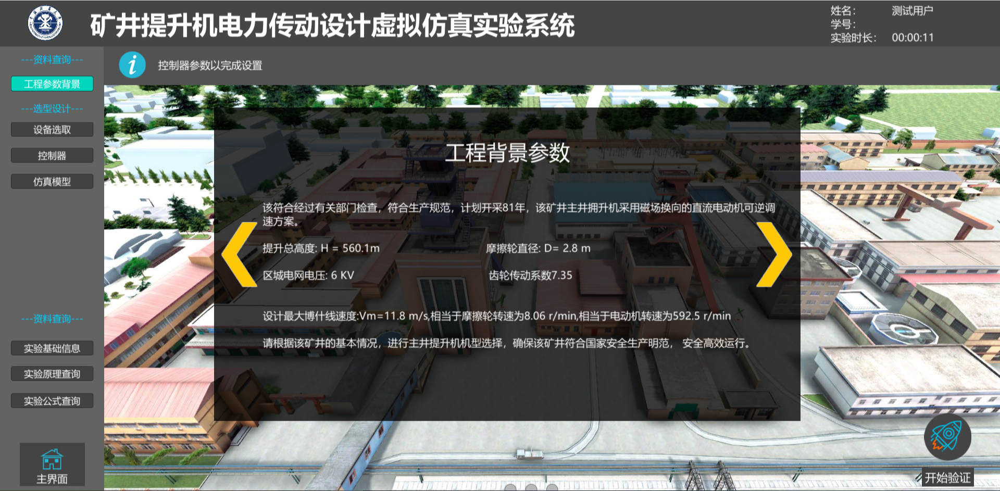 矿井提升机电力传动设计虚拟仿真实验系统
姓名： 测试用户
学号：
实验时长： 00:00:11
---资料查询---
工程参数背景
---选型设计---
设备选取
控制器
仿真模型
---资料查询---
实验基础信息
实验原理查询
实验公式查询
主界面
i 控制器参数以完成设置
工程背景参数
该符合经过有关部门检查，符合生产规范，计划开采81年，该矿井主井拥升机采用磁场换向的直流电动机可逆调
速方案。
提升总高度: H = 560.1m 摩擦轮直径: D= 2.8 m
区城电网电压: 6 KV 齿轮传动系数7.35
设计最大博什线速度:Vm=11.8 m/s,相当于摩擦轮转速为8.06 r/min,相当于电动机转速为592.5 r/min
请根据该矿井的基本情况，进行主井提升机机型选择，确保该矿井符合国家安全生产明范， 安全高效运行。
开始验证